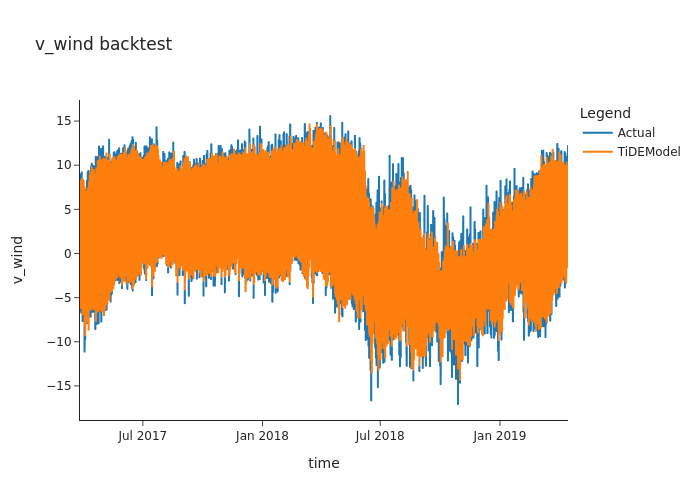 v_wind backtest
Legend
Actual
TiDEModel
v_wind
15
10
5
0
−5
−10
−15
Jul 2017
Jan 2018
Jul 2018
Jan 2019
time